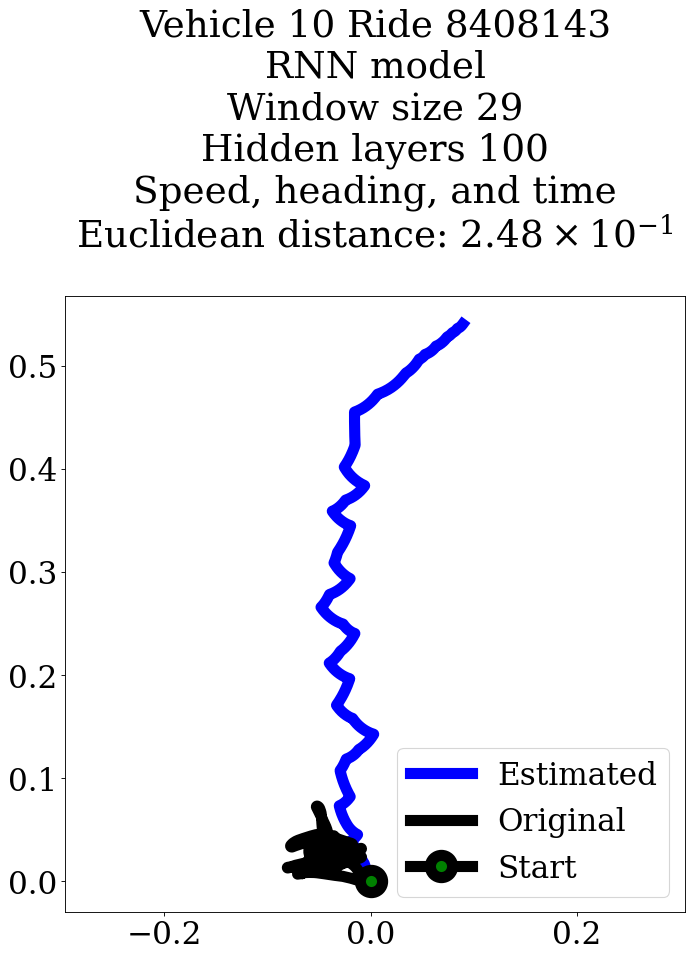 Vehicle 10 Ride 8408143
RNN model
Window size 29
Hidden layers 100
Speed, heading, and time
Euclidean distance: 2.48 × 10⁻¹
0.5
0.4
0.3
0.2
0.1
0.0
−0.2
0.0
0.2
Estimated
Original
Start